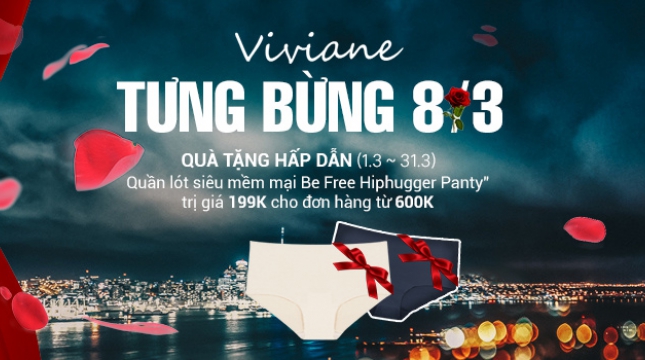 Viviane
TƯNG BỪNG 8/3
QUÀ TẶNG HẤP DẪN (1.3 ~ 31.3)
Quần lót siêu mềm mại Be Free Hiphugger Panty"
trị giá 199K cho đơn hàng từ 600K